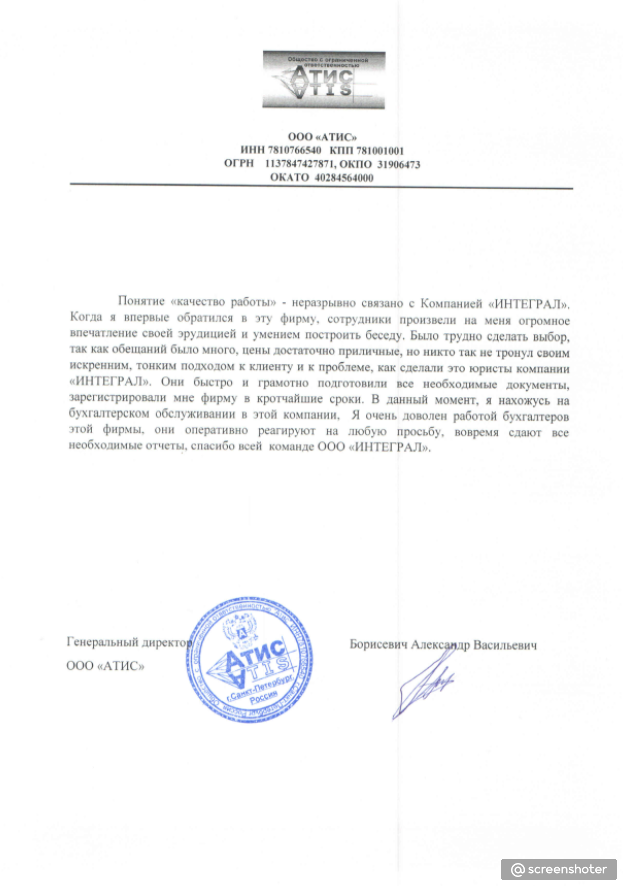 Общество с ограниченной
ответственностью
АТИС
ATIS
ООО «АТИС»
ИНН 7810766540 КПП 781001001
ОГРН 1137847427871, ОКПО 31906473
ОКАТО 40284564000
Понятие «качество работы» - неразрывно связано с Компанией «ИНТЕГРАЛ».
Когда я впервые обратился в эту фирму, сотрудники произвели на меня огромное
впечатление своей эрудицией и умением построить беседу. Было трудно сделать выбор,
так как обещаний было много, цены достаточно приличные, но никто так не тронул своим
искренним, тонким подходом к клиенту и к проблеме, как сделали это юристы компании
«ИНТЕГРАЛ». Они быстро и грамотно подготовили все необходимые документы,
зарегистрировали мне фирму в кротчайшие сроки. В данный момент, я нахожусь на
бухгалтерском обслуживании в этой компании, Я очень доволен работой бухгалтеров
этой фирмы, они оперативно реагируют на любую просьбу, вовремя сдают все
необходимые отчеты, спасибо всей команде ООО «ИНТЕГРАЛ».
Генеральный директор
ООО «АТИС»
АТИС
ATIS
г.Санкт-Петербург
Россия
Борисевич Александр Васильевич
@screenshoter